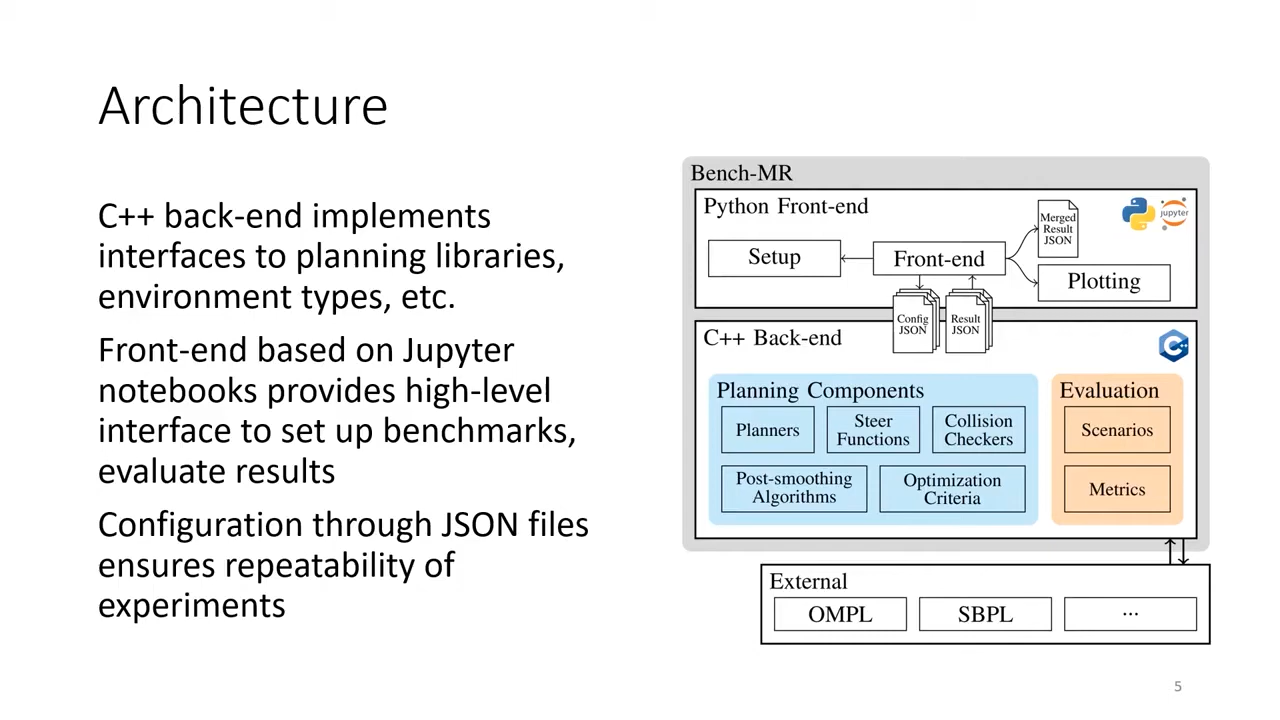 Architecture
C++ back-end implements
interfaces to planning libraries,
environment types, etc.
Front-end based on Jupyter
notebooks provides high-level
interface to set up benchmarks,
evaluate results
Configuration through JSON files
ensures repeatability of
experiments
Bench-MR
Python Front-end
jupyter
Merged
Result
JSON
Setup
Front-end
Plotting
Config
JSON
Result
JSON
C++ Back-end
C++
Planning Components
Planners
Steer
Functions
Collision
Checkers
Post-smoothing
Algorithms
Optimization
Criteria
Evaluation
Scenarios
Metrics
External
OMPL
SBPL
...
5